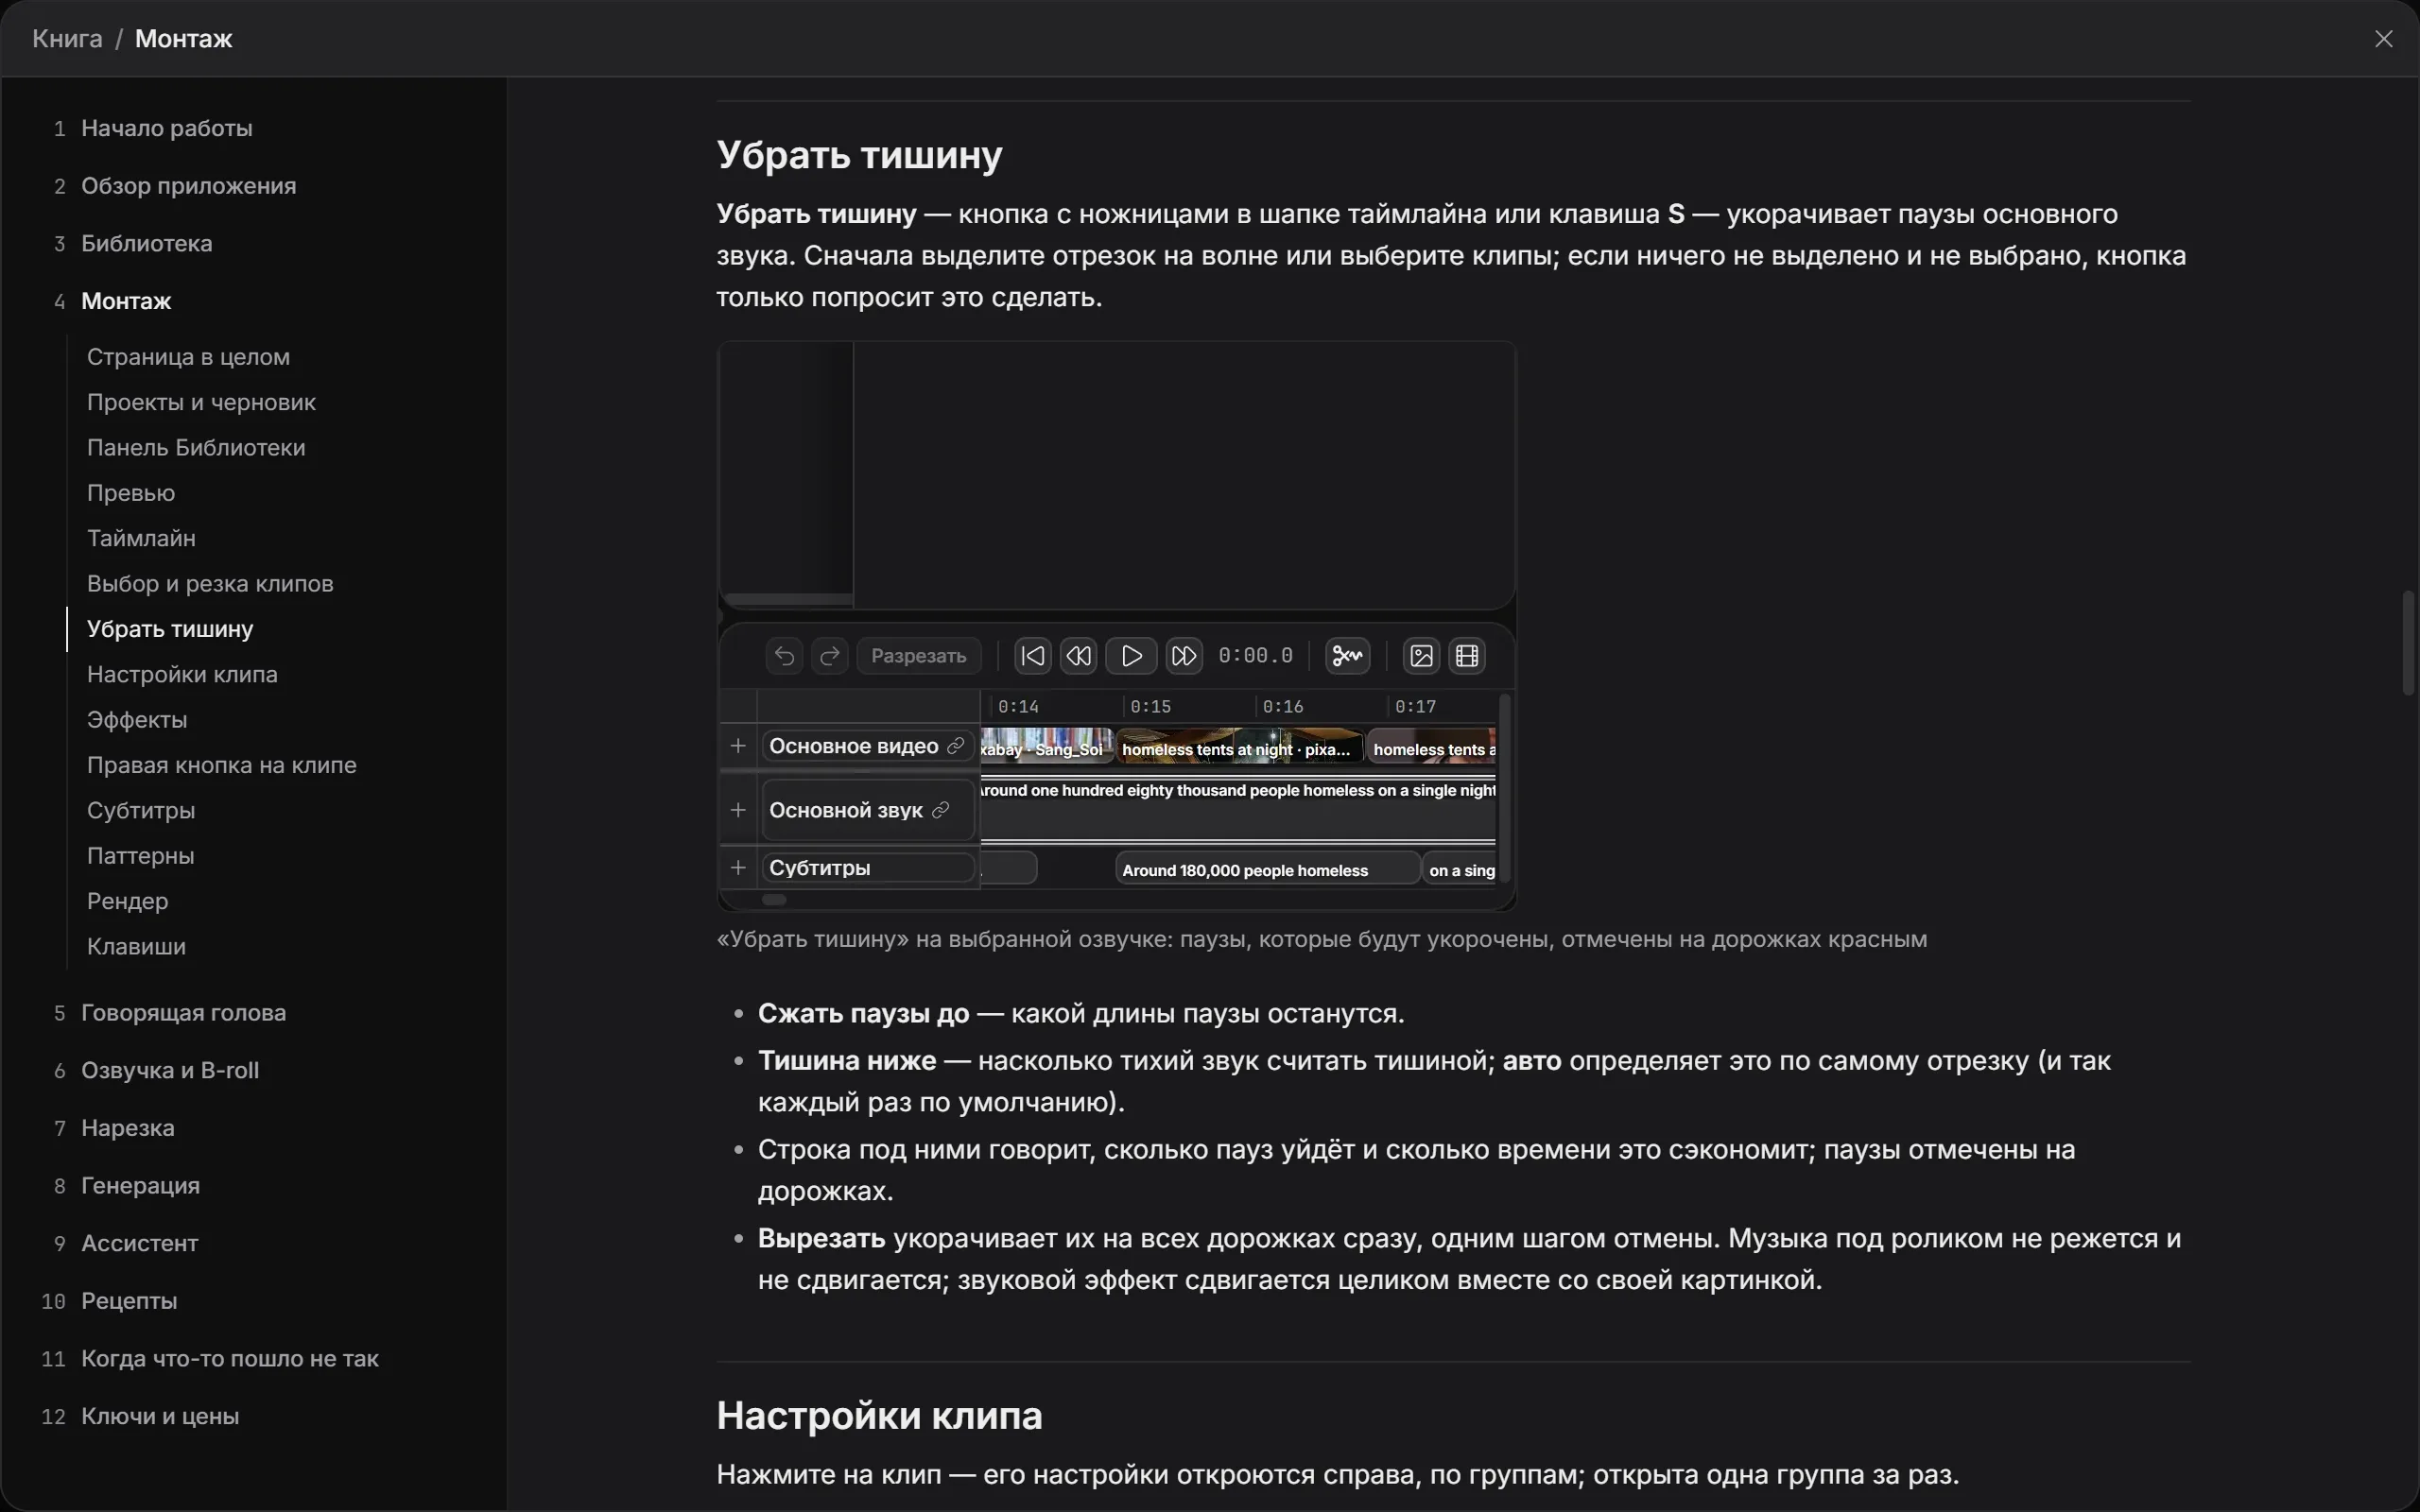 Книга / Монтаж
1 Начало работы
2 Обзор приложения
3 Библиотека
4 Монтаж
Страница в целом
Проекты и черновик
Панель Библиотеки
Превью
Таймлайн
Выбор и резка клипов
Убрать тишину
Настройки клипа
Эффекты
Правая кнопка на клипе
Субтитры
Паттерны
Рендер
Клавиши
5 Говорящая голова
6 Озвучка и B-roll
7 Нарезка
8 Генерация
9 Ассистент
10 Рецепты
11 Когда что-то пошло не так
12 Ключи и цены
Убрать тишину
Убрать тишину — кнопка с ножницами в шапке таймлайна или клавиша S — укорачивает паузы основного
звука. Сначала выделите отрезок на волне или выберите клипы; если ничего не выделено и не выбрано, кнопка
только попросит это сделать.
Разрезать 0:00.0
0:14 0:15 0:16 0:17
Основное видео xabay · Sang_Soi homeless tents at night · pixa... homeless tents a
Основной звук Around one hundred eighty thousand people homeless on a single night
Субтитры . Around 180,000 people homeless on a sing
«Убрать тишину» на выбранной озвучке: паузы, которые будут укорочены, отмечены на дорожках красным
• Сжать паузы до — какой длины паузы останутся.
• Тишина ниже — насколько тихий звук считать тишиной; авто определяет это по самому отрезку (и так
каждый раз по умолчанию).
• Строка под ними говорит, сколько пауз уйдёт и сколько времени это сэкономит; паузы отмечены на
дорожках.
• Вырезать укорачивает их на всех дорожках сразу, одним шагом отмены. Музыка под роликом не режется и
не сдвигается; звуковой эффект сдвигается целиком вместе со своей картинкой.
Настройки клипа
Нажмите на клип — его настройки откроются справа, по группам; открыта одна группа за раз.